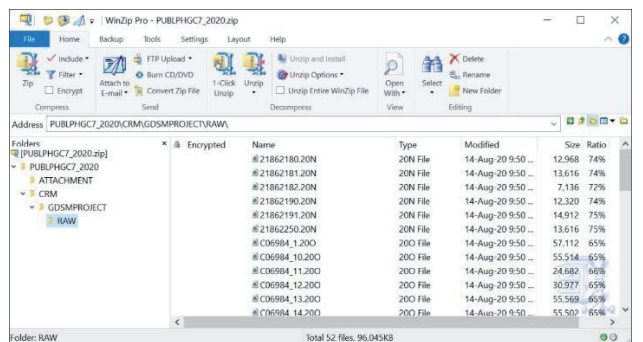 WinZip Pro - PUBLPHGC7_2020.zip
File Home Backup Tools Settings Layout Help
Include FTP Upload Unzip and Install Delete
Filter Burn CD/DVD Unzip Options Rename
Zip Encrypt Attach to E-mail Convert Zip File 1-Click Unzip Unzip Unzip Entire WinZip File Open With Select New Folder
Compress Send Decompress View Editing
Address PUBLPHGC7_2020\CRM\GDSMPROJECT\RAW\
Folders × Encrypted Name Type Modified Size Ratio
[PUBLPHGC7_2020.zip] 21862180.20N 20N File 14-Aug-20 9:50 ... 12,968 74%
PUBLPHGC7_2020 21862181.20N 20N File 14-Aug-20 9:50 ... 13,616 74%
ATTACHMENT 21862182.20N 20N File 14-Aug-20 9:50 ... 7,136 72%
CRM 21862190.20N 20N File 14-Aug-20 9:50 ... 12,320 74%
GDSMPROJECT 21862191.20N 20N File 14-Aug-20 9:50 ... 14,912 75%
RAW 21862250.20N 20N File 14-Aug-20 9:50 ... 13,616 75%
C06984_1.20O 20O File 14-Aug-20 9:50 ... 57,112 65%
C06984_10.20O 20O File 14-Aug-20 9:50 ... 55,514 65%
C06984_11.20O 20O File 14-Aug-20 9:50 ... 24,682 66%
C06984_12.20O 20O File 14-Aug-20 9:50 ... 30,977 65%
C06984_13.20O 20O File 14-Aug-20 9:50 ... 55,569 65%
C06984_14.20O 20O File 14-Aug-20 9:50 ... 55,502 65%
Folder: RAW Total 52 files, 96,045KB